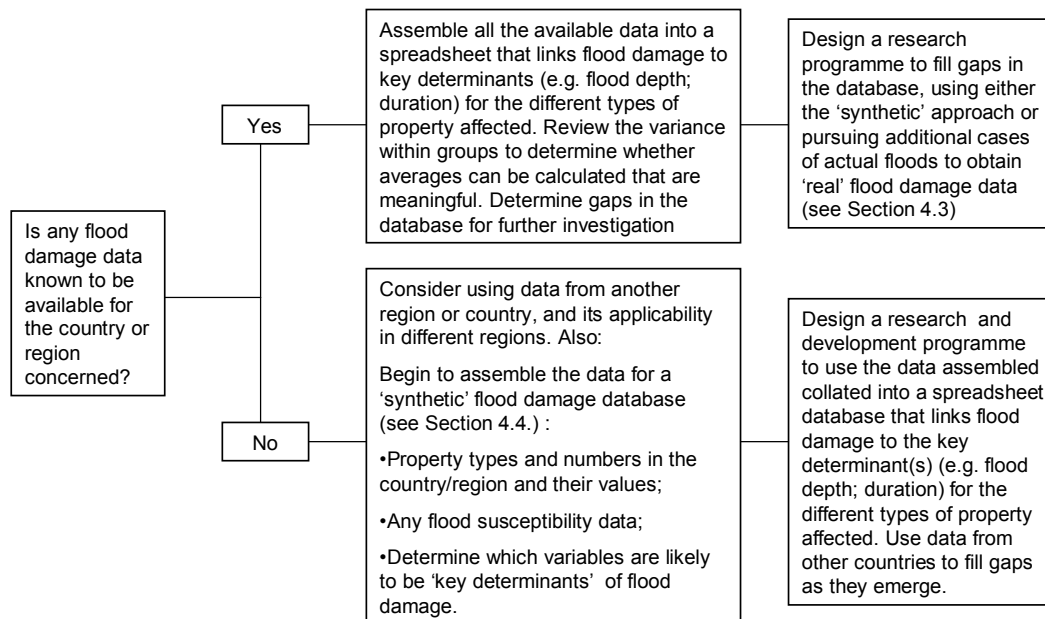 Is any flood
damage data
known to be
available for
the country or
region
concerned?
Yes
Assemble all the available data into a
spreadsheet that links flood damage to
key determinants (e.g. flood depth;
duration) for the different types of
property affected. Review the variance
within groups to determine whether
averages can be calculated that are
meaningful. Determine gaps in the
database for further investigation
Design a research
programme to fill gaps in
the database, using either
the ‘synthetic’ approach or
pursuing additional cases
of actual floods to obtain
‘real’ flood damage data
(see Section 4.3)
No
Consider using data from another
region or country, and its applicability
in different regions. Also:
Begin to assemble the data for a
‘synthetic’ flood damage database
(see Section 4.4.) :
•Property types and numbers in the
country/region and their values;
•Any flood susceptibility data;
•Determine which variables are likely
to be ‘key determinants’ of flood
damage.
Design a research and
development programme
to use the data assembled
collated into a spreadsheet
database that links flood
damage to the key
determinant(s) (e.g. flood
depth; duration) for the
different types of property
affected. Use data from
other countries to fill gaps
as they emerge.